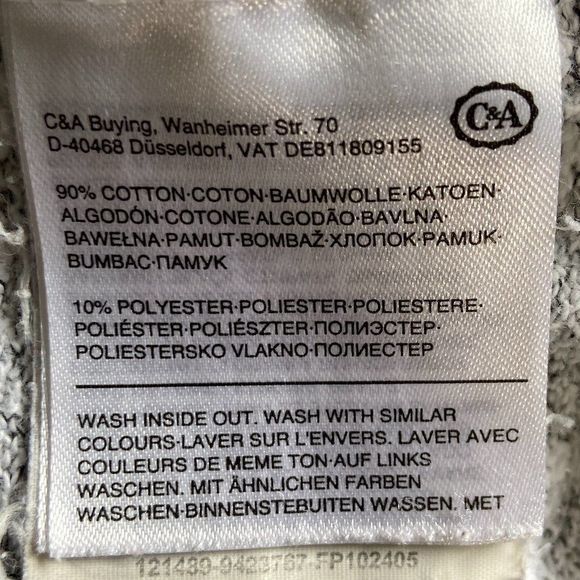 C&A
C&A Buying, Wanheimer Str. 70
D-40468 Düsseldorf, VAT DE811809155
90% COTTON·COTON·BAUMWOLLE·KATOEN·
ALGODÓN·COTONE·ALGODÃO·BAVLNA·
BAWEŁNA·PAMUT·BOMBAŽ·ХЛОПОК·PAMUK·
BUMBAC·ПАМУК
10% POLYESTER·POLIESTER·POLIESTERE·
POLIÉSTER·POLIÉSZTER·ПОЛИЭСТЕР·
POLIESTERSKO VLAKNO·ПОЛИЕСТЕР
WASH INSIDE OUT. WASH WITH SIMILAR
COLOURS·LAVER SUR L'ENVERS. LAVER AVEC
COULEURS DE MEME TON·AUF LINKS
WASCHEN. MIT ÄHNLICHEN FARBEN
WASCHEN·BINNENSTEBUITEN WASSEN. MET